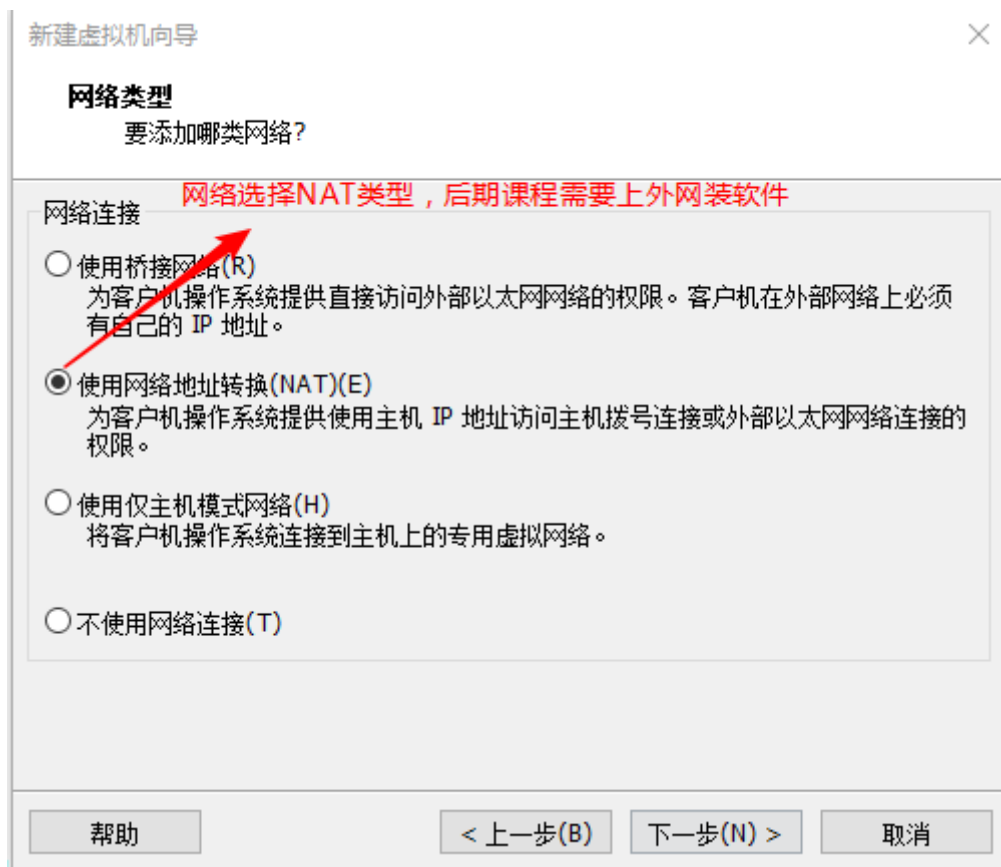 新建虚拟机向导
网络类型
要添加哪类网络?
网络选择NAT类型，后期课程需要上外网装软件
网络连接
使用桥接网络(R)
为客户机操作系统提供直接访问外部以太网网络的权限。客户机在外部网络上必须
有自己的 IP 地址。
使用网络地址转换(NAT)(E)
为客户机操作系统提供使用主机 IP 地址访问主机拨号连接或外部以太网网络连接的
权限。
使用仅主机模式网络(H)
将客户机操作系统连接到主机上的专用虚拟网络。
不使用网络连接(T)
帮助
< 上一步(B)
下一步(N) >
取消